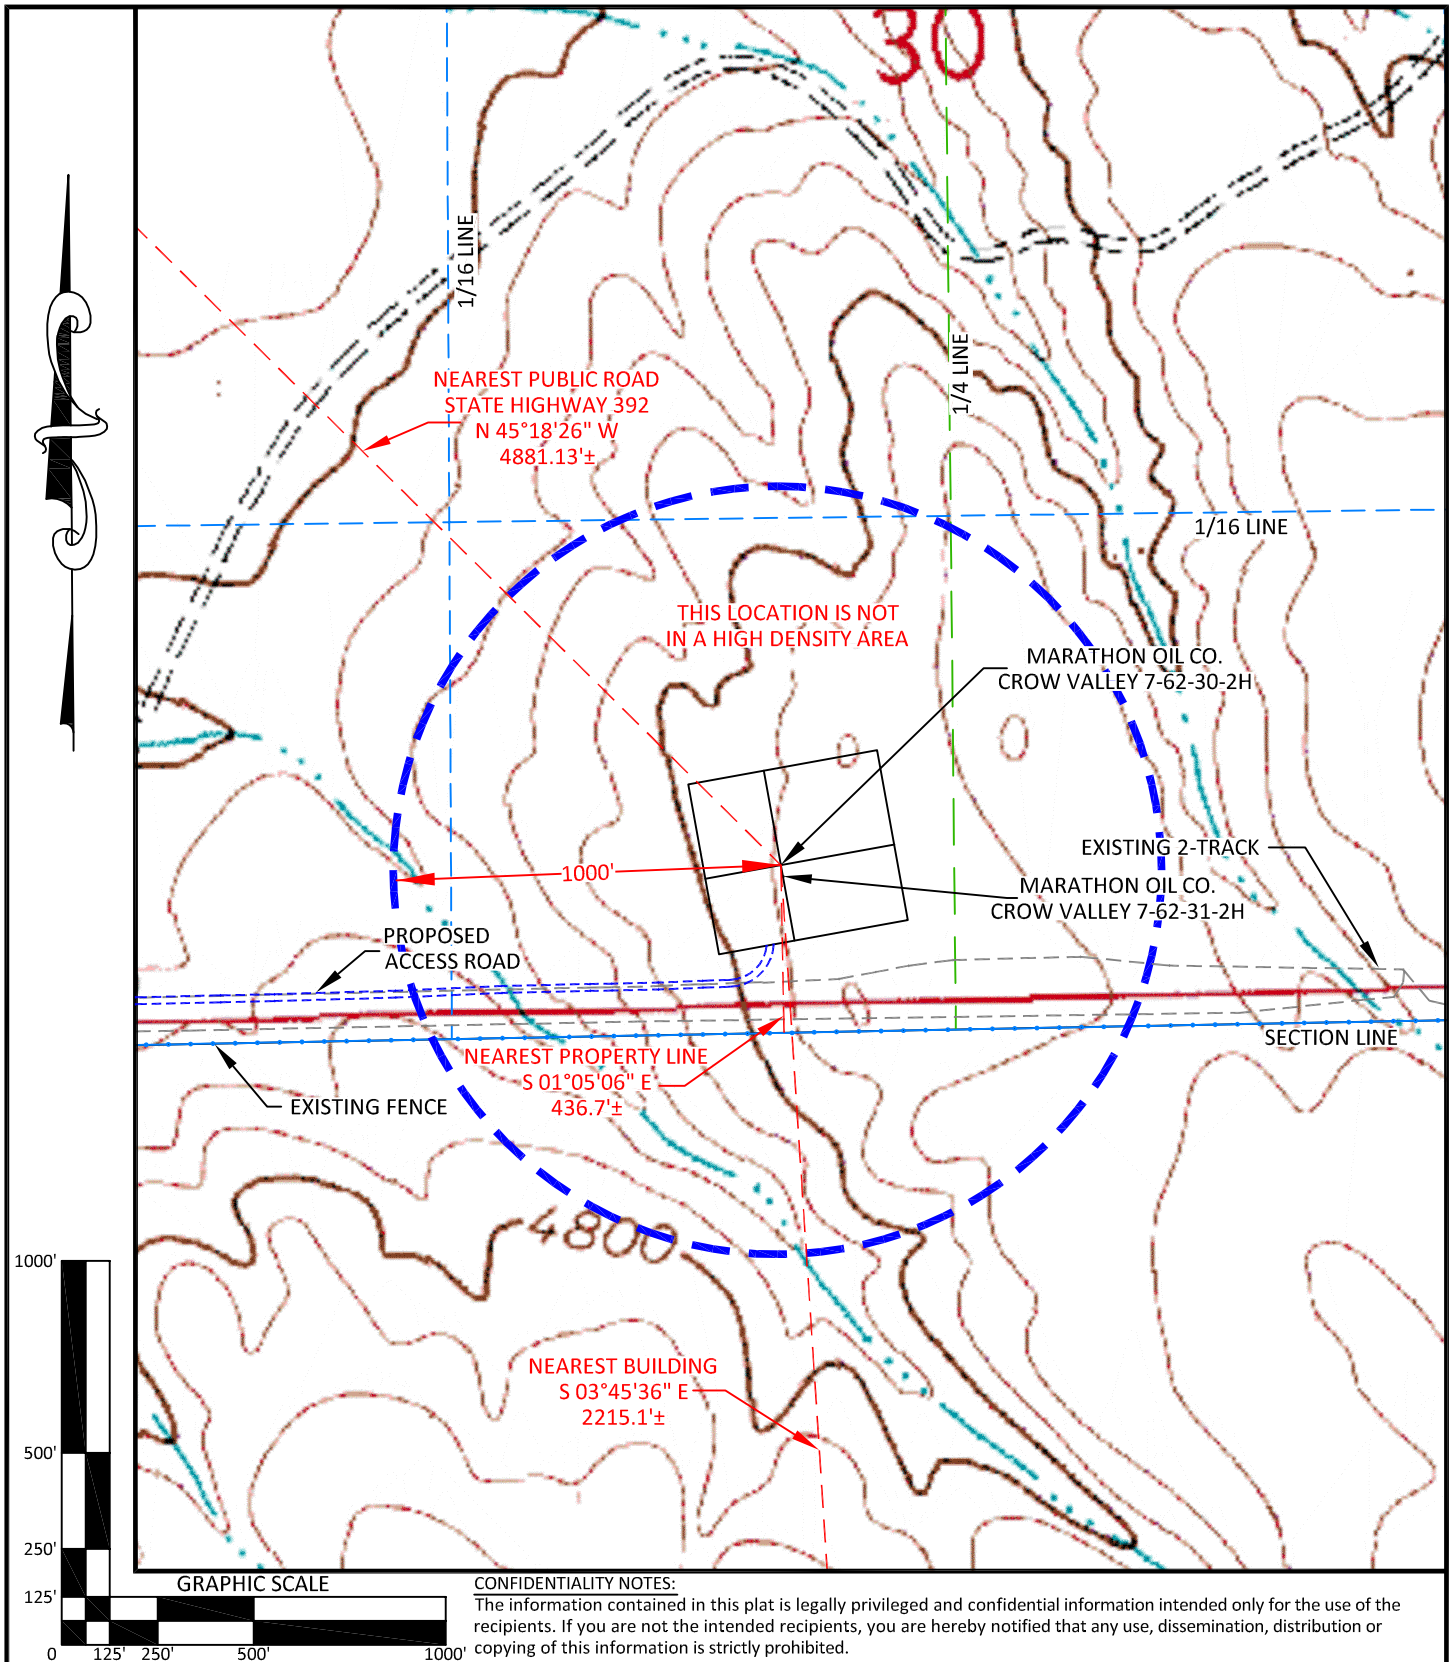 30
1/16 LINE
NEAREST PUBLIC ROAD
STATE HIGHWAY 392
N 45°18'26" W
4881.13'±
1/4 LINE
1/16 LINE
THIS LOCATION IS NOT
IN A HIGH DENSITY AREA
MARATHON OIL CO.
CROW VALLEY 7-62-30-2H
EXISTING 2-TRACK
1000'
MARATHON OIL CO.
CROW VALLEY 7-62-31-2H
PROPOSED
ACCESS ROAD
SECTION LINE
NEAREST PROPERTY LINE
S 01°05'06" E
436.7'±
EXISTING FENCE
4800
NEAREST BUILDING
S 03°45'36" E
2215.1'±
1000'
500'
250'
125'
GRAPHIC SCALE
0 125' 250' 500' 1000'
CONFIDENTIALITY NOTES:
The information contained in this plat is legally privileged and confidential information intended only for the use of the
recipients. If you are not the intended recipients, you are hereby notified that any use, dissemination, distribution or
copying of this information is strictly prohibited.